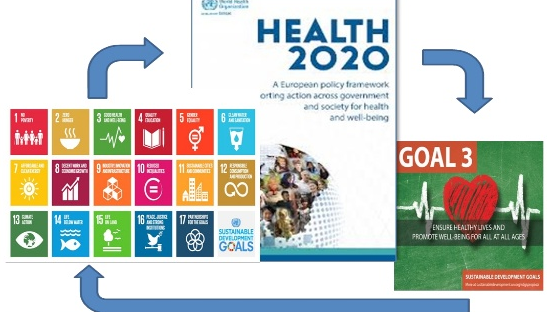 World Health
Organization
HEALTH
2020
A European policy framework
orting action across government
and society for health
and well-being
1 NO
POVERTY
2 ZERO
HUNGER
3 GOOD HEALTH
AND WELL-BEING
4 QUALITY
EDUCATION
5 GENDER
EQUALITY
6 CLEAN WATER
AND SANITATION
7 AFFORDABLE AND
CLEAN ENERGY
8 DECENT WORK AND
ECONOMIC GROWTH
9 INDUSTRY, INNOVATION
AND INFRASTRUCTURE
10 REDUCED
INEQUALITIES
11 SUSTAINABLE CITIES
AND COMMUNITIES
12 RESPONSIBLE
CONSUMPTION
AND PRODUCTION
13 CLIMATE
ACTION
14 LIFE
BELOW WATER
15 LIFE
ON LAND
16 PEACE, JUSTICE
AND STRONG
INSTITUTIONS
17 PARTNERSHIPS
FOR THE GOALS
SUSTAINABLE
DEVELOPMENT
GOALS
GOAL 3
ENSURE HEALTHY LIVES AND
PROMOTE WELL-BEING FOR ALL AT ALL AGES
SUSTAINABLE DEVELOPMENT GOALS